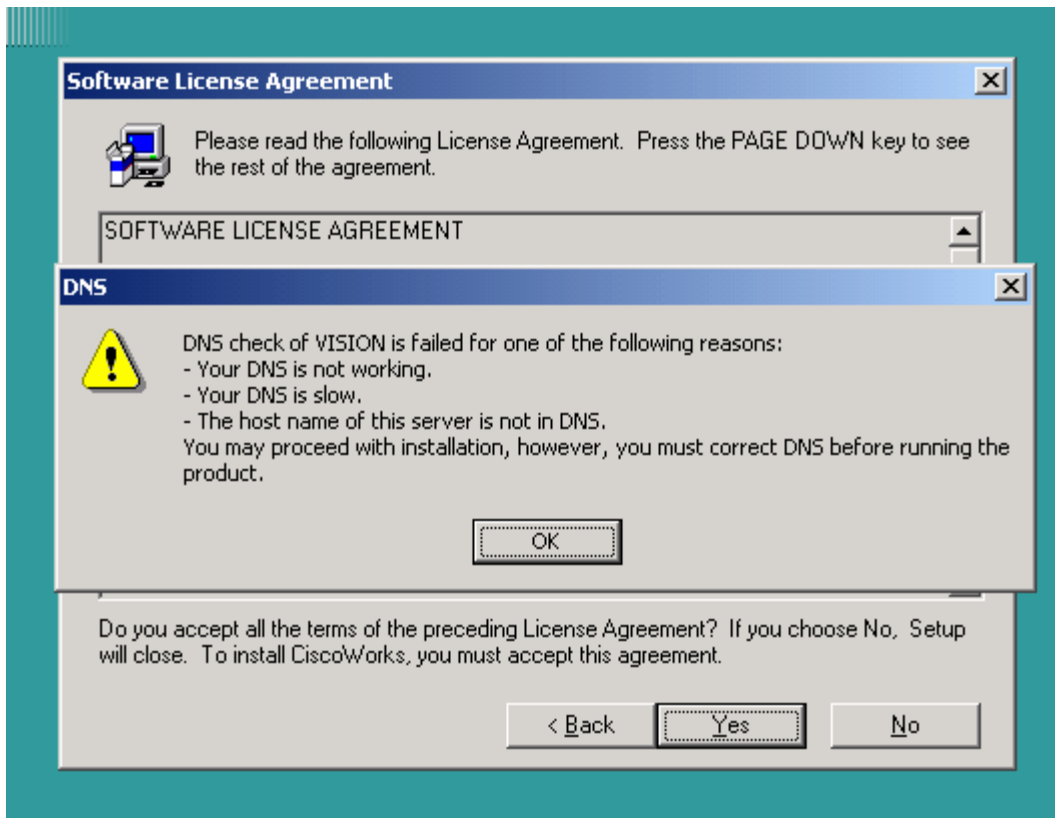 Software License Agreement
Please read the following License Agreement. Press the PAGE DOWN key to see
the rest of the agreement.
SOFTWARE LICENSE AGREEMENT
DNS
DNS check of VISION is failed for one of the following reasons:
- Your DNS is not working.
- Your DNS is slow.
- The host name of this server is not in DNS.
You may proceed with installation, however, you must correct DNS before running the
product.
OK
Do you accept all the terms of the preceding License Agreement? If you choose No, Setup
will close. To install CiscoWorks, you must accept this agreement.
< Back Yes No